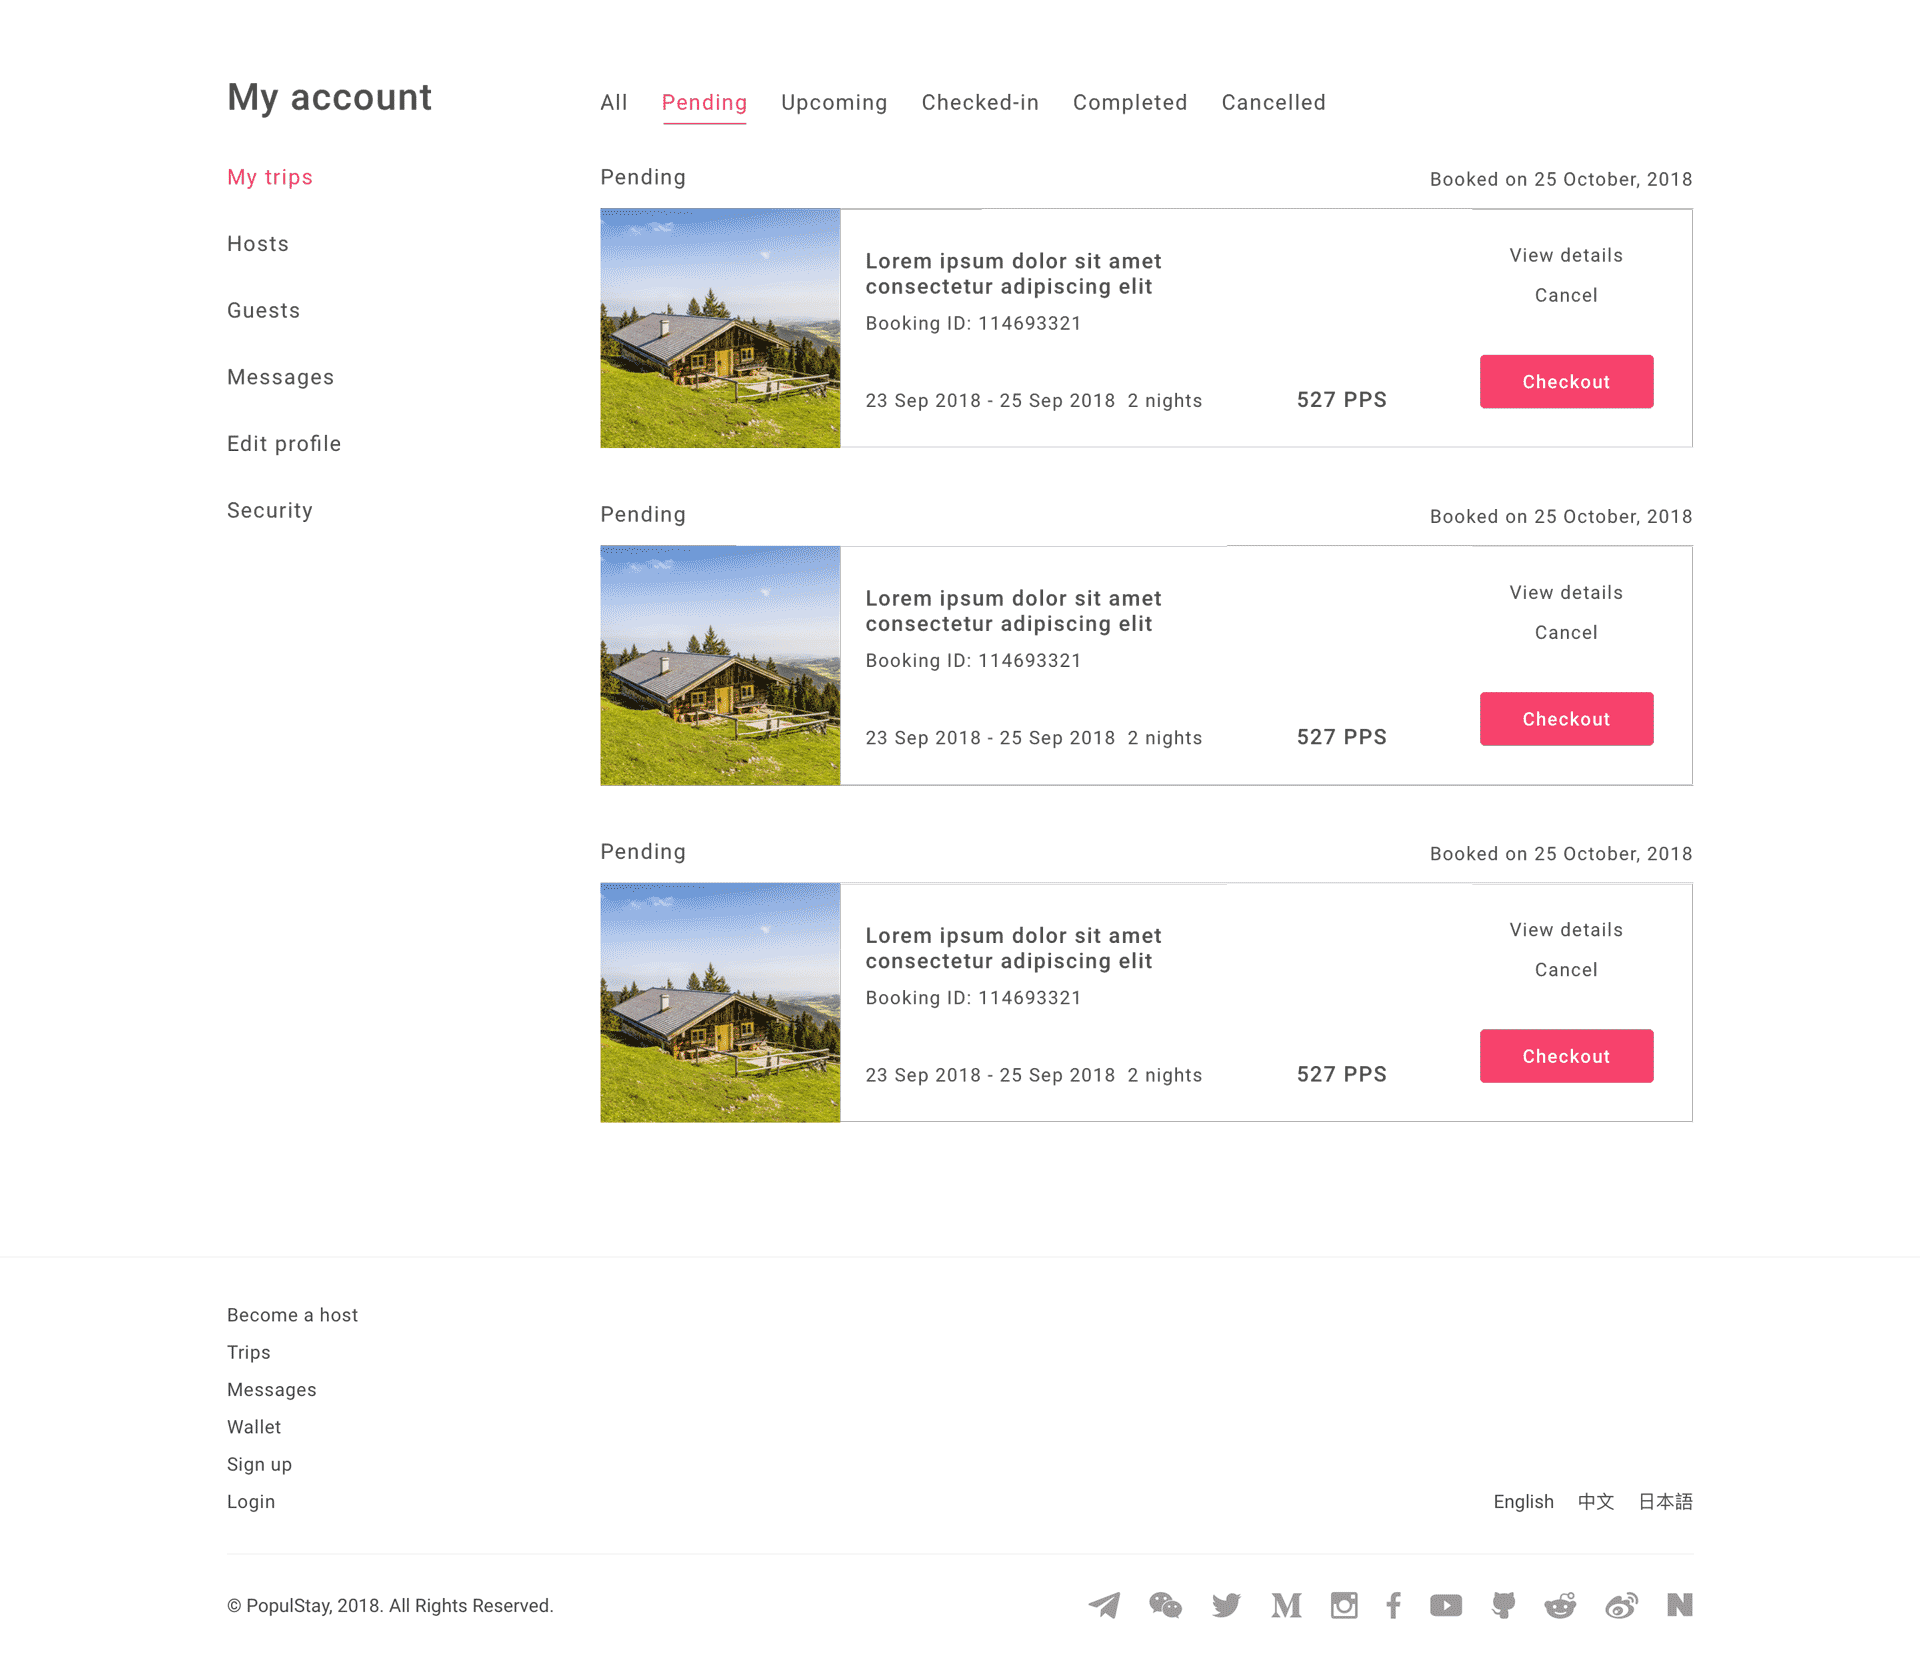 My account
All Pending Upcoming Checked-in Completed Cancelled
My trips
Hosts
Guests
Messages
Edit profile
Security
Pending
Booked on 25 October, 2018
Lorem ipsum dolor sit amet
consectetur adipiscing elit
Booking ID: 114693321
23 Sep 2018 - 25 Sep 2018 2 nights
527 PPS
View details
Cancel
Checkout
Pending
Booked on 25 October, 2018
Lorem ipsum dolor sit amet
consectetur adipiscing elit
Booking ID: 114693321
23 Sep 2018 - 25 Sep 2018 2 nights
527 PPS
View details
Cancel
Checkout
Pending
Booked on 25 October, 2018
Lorem ipsum dolor sit amet
consectetur adipiscing elit
Booking ID: 114693321
23 Sep 2018 - 25 Sep 2018 2 nights
527 PPS
View details
Cancel
Checkout
Become a host
Trips
Messages
Wallet
Sign up
Login
English 中文 日本語
© PopulStay, 2018. All Rights Reserved.